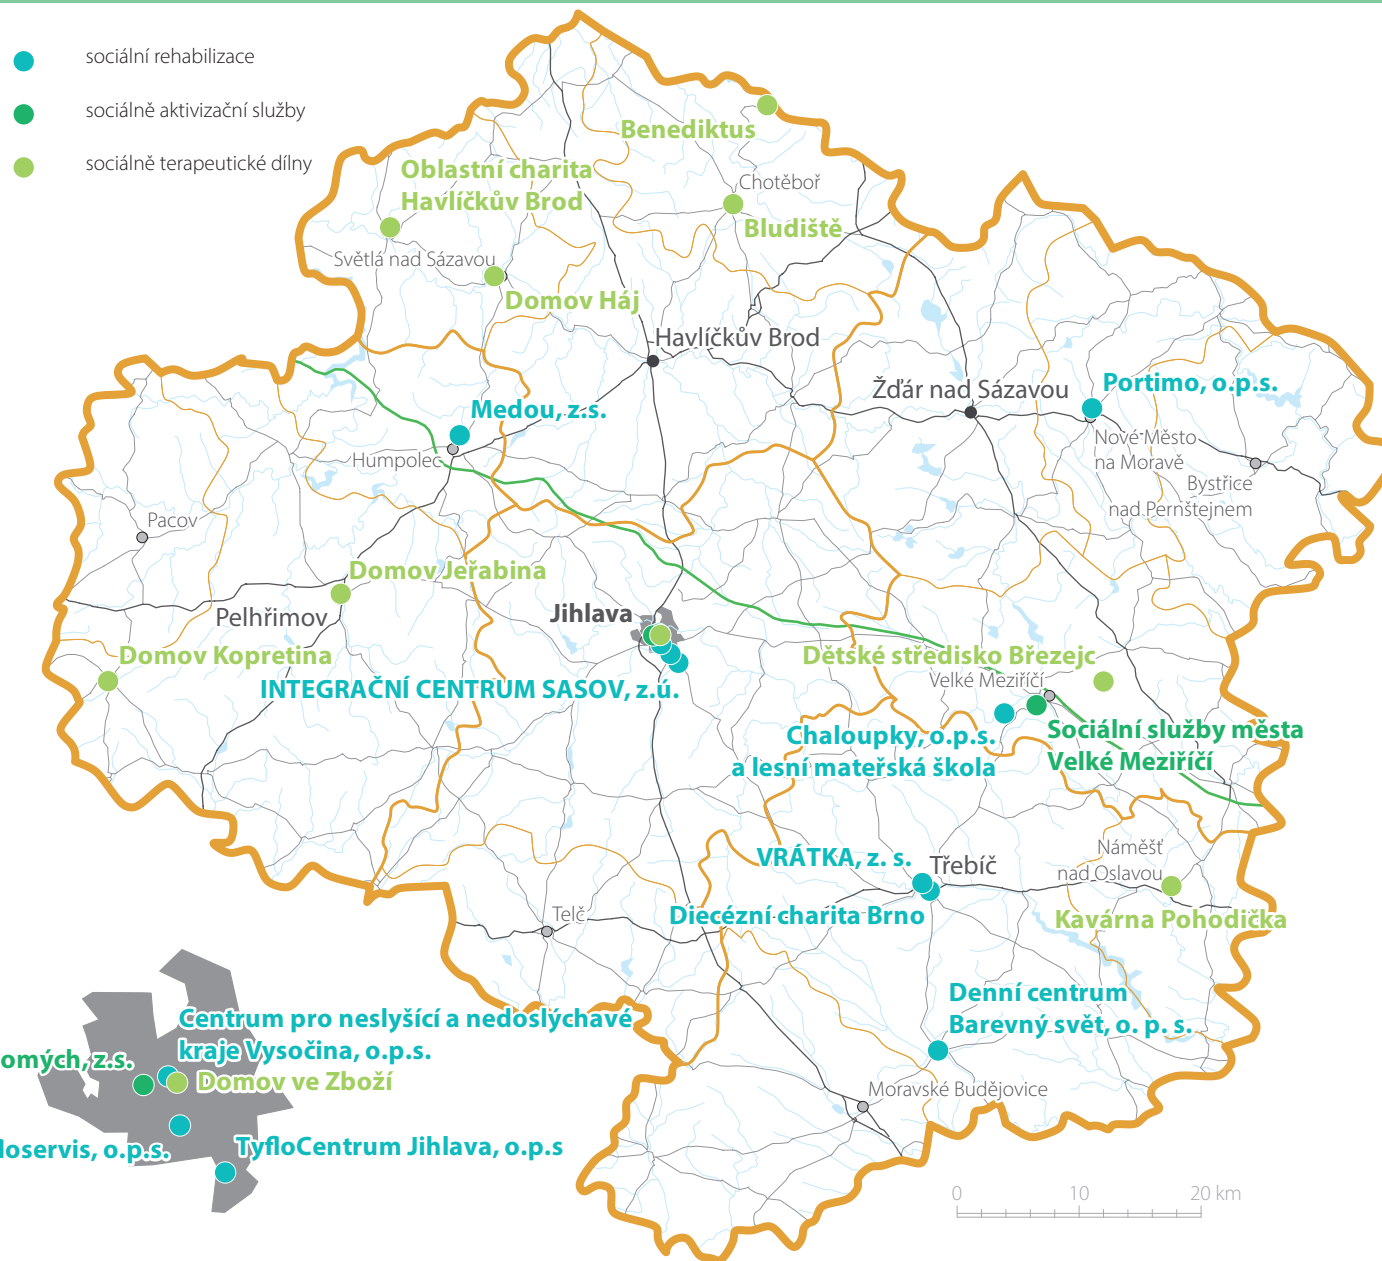 sociální rehabilizace
sociálně aktivizační služby
sociálně terapeutické dílny
Benediktus
Oblastní charita
Havlíčkův Brod
Chotěboř
Bludiště
Světlá nad Sázavou
Domov Háj
Havlíčkův Brod
Žďár nad Sázavou
Portimo, o.p.s.
Medou, z.s.
Humpolec
Nové Město
na Moravě
Bystřice
nad Pernštejnem
Pacov
Domov Jeřabina
Pelhřimov
Jihlava
Domov Kopretina
Dětské středisko Březejc
Velké Meziříčí
INTEGRAČNÍ CENTRUM SASOV, z.ú.
Chaloupky, o.p.s.
a lesní mateřská škola
Sociální služby města
Velké Meziříčí
VRÁTKA, z. s.
Třebíč
Náměšť
nad Oslavou
Diecézní charita Brno
Kavárna Pohodička
Telč
Denní centrum
Barevný svět, o. p. s.
Centrum pro neslyšící a nedoslýchavé
kraje Vysočina, o.p.s.
omých, z.s.
Domov ve Zboží
Moravské Budějovice
loservis, o.p.s.
TyfloCentrum Jihlava, o.p.s
0 10 20 km